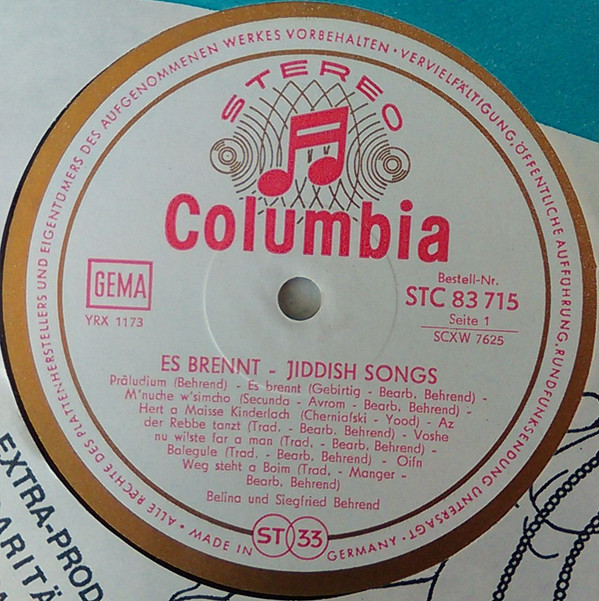 ALLE RECHTE DES PLATTENHERSTELLERS UND EIGENTÜMERS DES AUFGENOMMENEN WERKES VORBEHALTEN · VERVIELFÄLTIGUNG, ÖFFENTLICHE AUFFÜHRUNG, RUNDFUNKSENDUNG UNTERSAGT ·
STEREO
Columbia
GEMA
YRX 1173
Bestell-Nr.
STC 83 715
Seite 1
SCXW 7625
ES BRENNT - JIDDISH SONGS
Präludium (Behrend) - Es brennt (Gebirtig - Bearb. Behrend) -
M'nuche w'simcho (Secunda - Avrom - Bearb. Behrend) -
Hert a Maisse Kinderlach (Cherniafski - Yood) - Az
der Rebbe tanzt (Trad. - Bearb. Behrend) - Voshe
nu wilste far a man (Trad. - Bearb. Behrend) -
Balegule (Trad. - Bearb. Behrend) - Oifn
Weg steht a Boim (Trad. - Manger -
Bearb. Behrend)
Belina und Siegfried Behrend
MADE IN ST 33 GERMANY
EXTRA-PROD